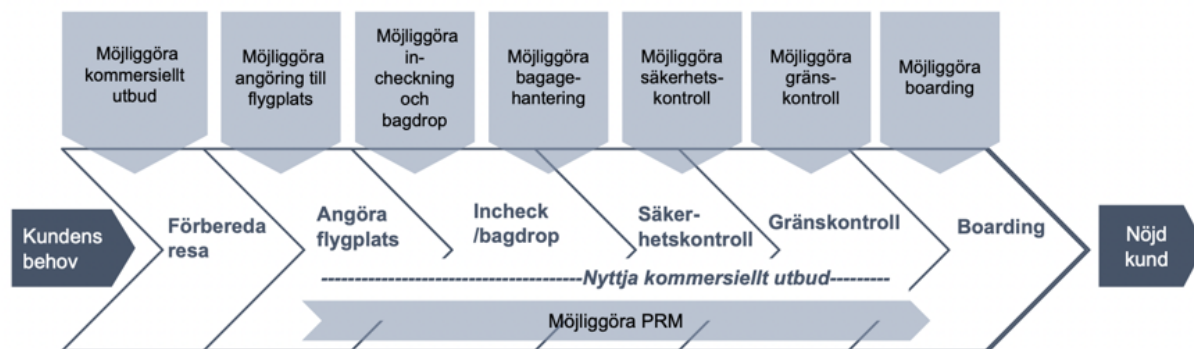 Möjliggöra
kommersiellt
utbud
Möjliggöra
angöring till
flygplats
Möjliggöra
in-
checkning
och
bagdrop
Möjliggöra
bagage-
hantering
Möjliggöra
säkerhets-
kontroll
Möjliggöra
gräns-
kontroll
Möjliggöra
boarding
Kundens
behov
Förbereda
resa
Angöra
flygplats
Incheck
/bagdrop
Säker-
hetskontroll
Gränskontroll
Boarding
Nöjd
kund
-----------------------------------Nyttja kommersiellt utbud--------
Möjliggöra PRM